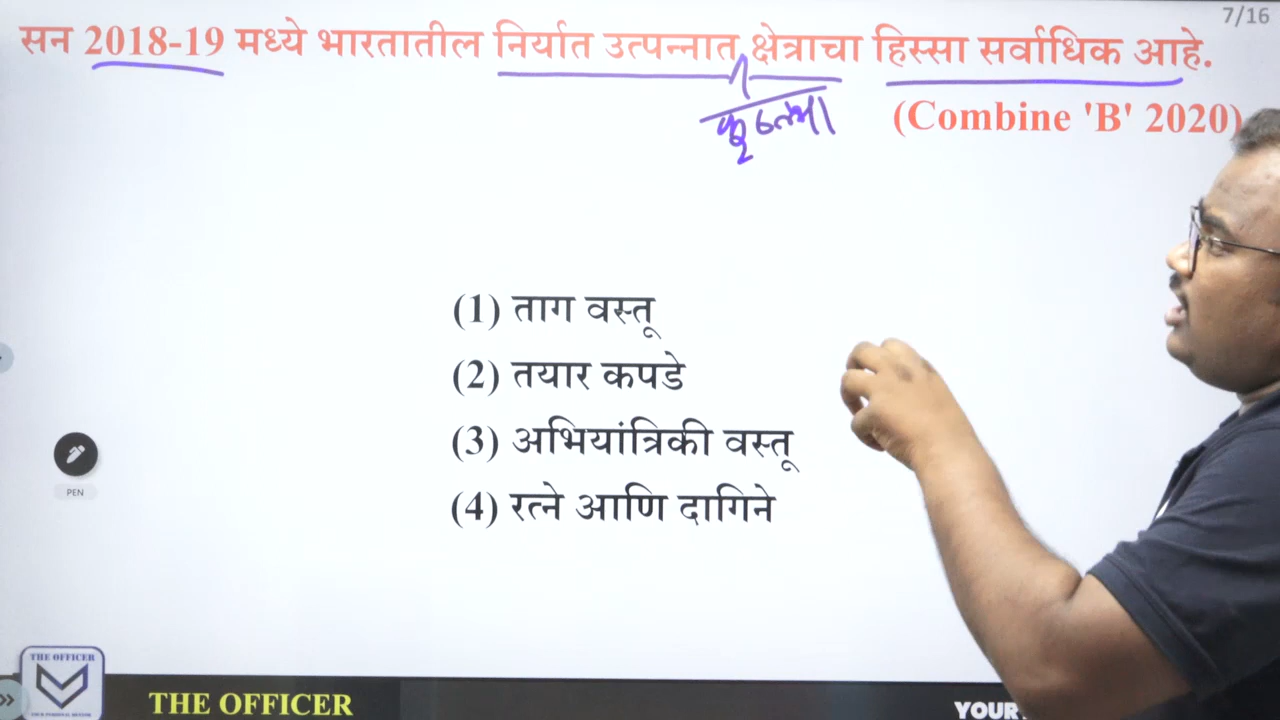 7/16
सन 2018-19 मध्ये भारतातील निर्यात उत्पन्नात क्षेत्राचा हिस्सा सर्वाधिक आहे.
(Combine 'B' 2020)
(1) ताग वस्तू
(2) तयार कपडे
(3) अभियांत्रिकी वस्तू
(4) रत्ने आणि दागिने
PEN
THE OFFICER
THE OFFICER
YOUR